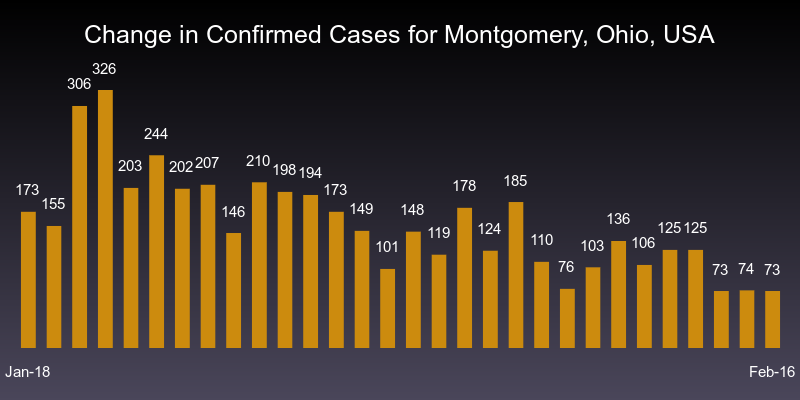 Change in Confirmed Cases for Montgomery, Ohio, USA
173 155 306 326 203 244 202 207 146 210 198 194 173 149 101 148 119 178 124 185 110 76 103 136 106 125 125 73 74 73
Jan-18 Feb-16